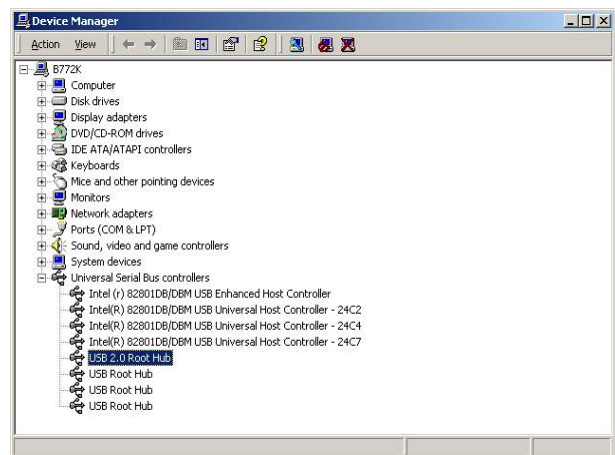 Device Manager
Action View
B772K
Computer
Disk drives
Display adapters
DVD/CD-ROM drives
IDE ATA/ATAPI controllers
Keyboards
Mice and other pointing devices
Monitors
Network adapters
Ports (COM & LPT)
Sound, video and game controllers
System devices
Universal Serial Bus controllers
Intel (r) 82801DB/DBM USB Enhanced Host Controller
Intel(R) 82801DB/DBM USB Universal Host Controller - 24C2
Intel(R) 82801DB/DBM USB Universal Host Controller - 24C4
Intel(R) 82801DB/DBM USB Universal Host Controller - 24C7
USB 2.0 Root Hub
USB Root Hub
USB Root Hub
USB Root Hub